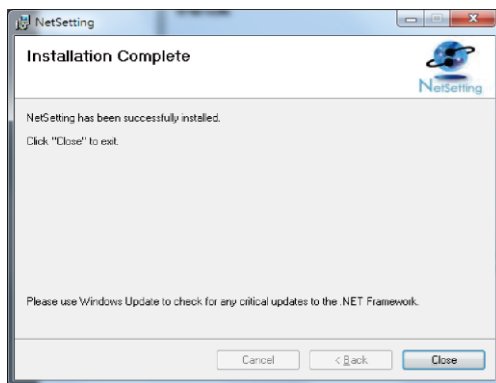 NetSetting
Installation Complete
NetSetting
NetSetting has been successfully installed.
Click "Close" to exit.
Please use Windows Update to check for any critical updates to the .NET Framework.
Cancel
< Back
Close